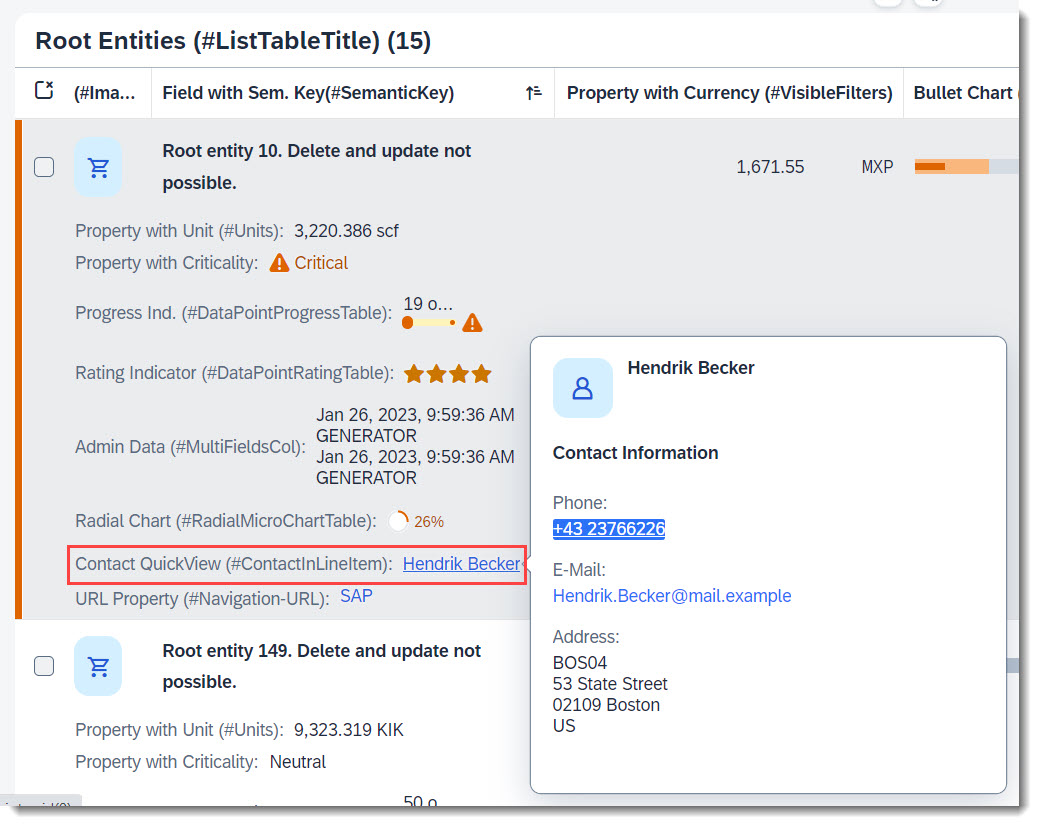 Root Entities (#ListTableTitle) (15)
(#Ima... Field with Sem. Key(#SemanticKey) Property with Currency (#VisibleFilters) Bullet Chart
Root entity 10. Delete and update not
possible.
1,671.55 MXP
Property with Unit (#Units): 3,220.386 scf
Property with Criticality: Critical
Progress Ind. (#DataPointProgressTable): 19 o...
Rating Indicator (#DataPointRatingTable):
Admin Data (#MultiFieldsCol):
Jan 26, 2023, 9:59:36 AM
GENERATOR
Jan 26, 2023, 9:59:36 AM
GENERATOR
Radial Chart (#RadialMicroChartTable): 26%
Contact QuickView (#ContactInLineItem): Hendrik Becker
URL Property (#Navigation-URL): SAP
Hendrik Becker
Contact Information
Phone:
+43 23766226
E-Mail:
Hendrik.Becker@mail.example
Address:
BOS04
53 State Street
02109 Boston
US
Root entity 149. Delete and update not
possible.
Property with Unit (#Units): 9,323.319 KIK
Property with Criticality: Neutral
50 o